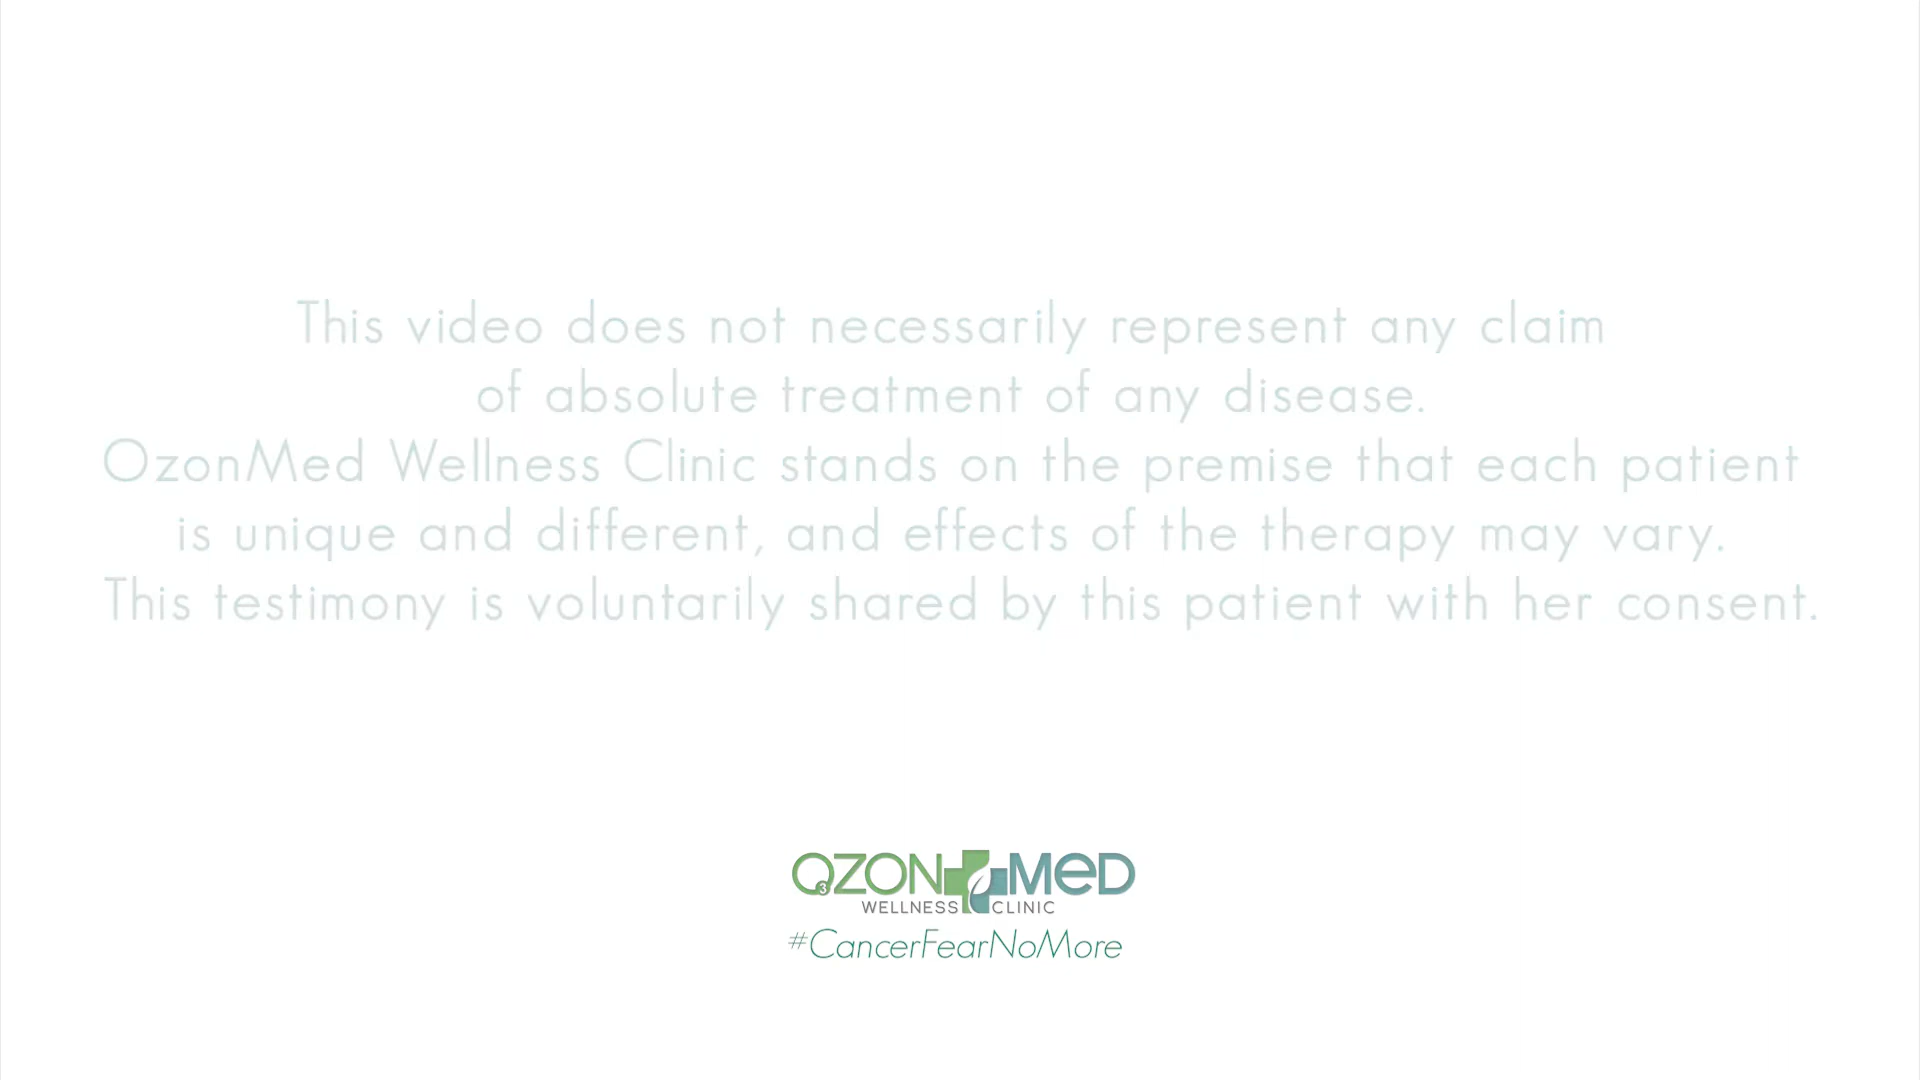 This video does not necessarily represent any claim
of absolute treatment of any disease.
OzonMed Wellness Clinic stands on the premise that each patient
is unique and different, and effects of the therapy may vary.
This testimony is voluntarily shared by this patient with her consent.
O3ZON MeD
WELLNESS CLINIC
#CancerFearNoMore